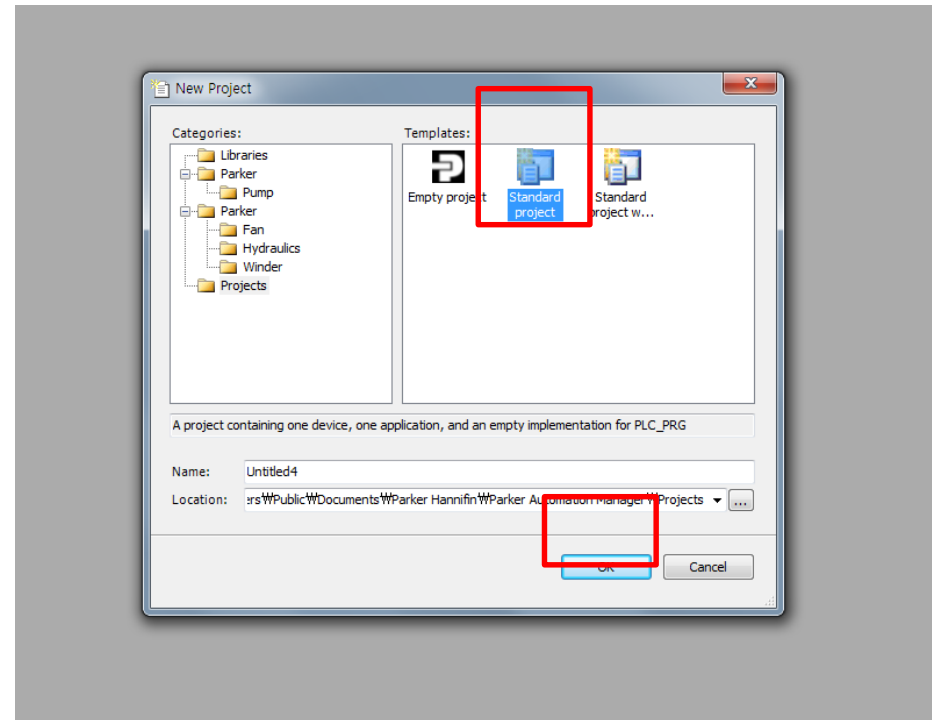 New Project
Categories:
Libraries
Parker
Pump
Parker
Fan
Hydraulics
Winder
Projects
Templates:
Empty project
Standard
project
Standard
project w...
A project containing one device, one application, and an empty implementation for PLC_PRG
Name:
Untitled4
Location:
ers₩Public₩Documents₩Parker Hannifin₩Parker Automation Manager₩Projects
...
OK
Cancel